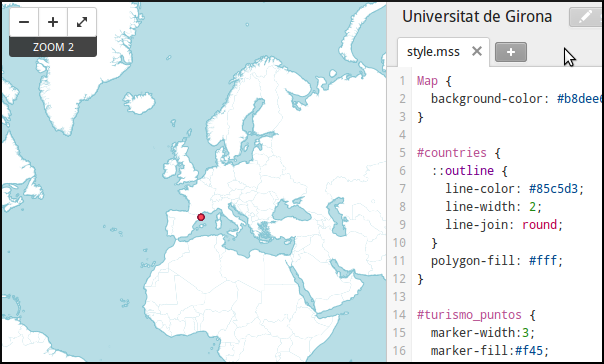 ZOOM 2
Universitat de Girona
style.mss
1 Map {
2 background-color: #b8dee
3 }
4
5 #countries {
6 ::outline {
7 line-color: #85c5d3;
8 line-width: 2;
9 line-join: round;
10 }
11 polygon-fill: #fff;
12 }
13
14 #turismo_puntos {
15 marker-width:3;
16 marker-fill:#f45;